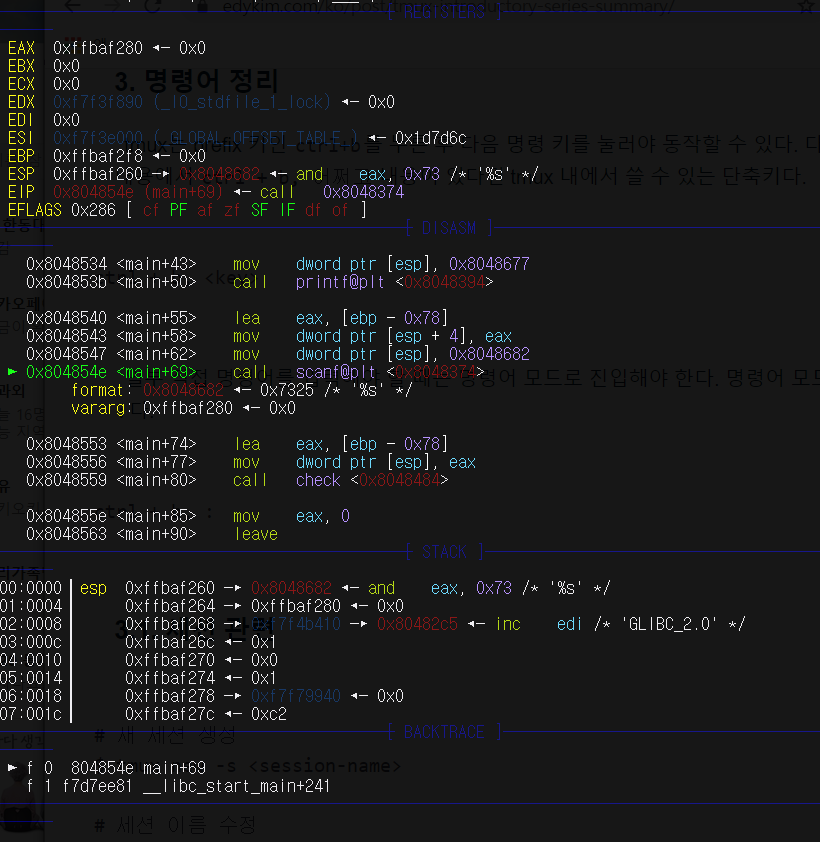 edykim.com/ko/post/tmux-introductory-series-summary/
[ REGISTERS ]
3. 명령어 정리
EAX  0xffbaf280 ◂— 0x0
EBX  0x0
ECX  0x0
EDX  0xf7f3f890 (_IO_stdfile_1_lock) ◂— 0x0
EDI  0x0
ESI  0xf7f3e000 (_GLOBAL_OFFSET_TABLE_) ◂— 0x1d7d6c
EBP  0xffbaf2f8 ◂— 0x0
ESP  0xffbaf260 —▸ 0x8048682 ◂— and    eax, 0x73 /* '%s' */
EIP  0x804854e (main+69) ◂— call   0x8048374
EFLAGS 0x286 [ cf PF af zf SF IF df of ]
다음 명령 키를 눌러야 동작할 수 있다.
tmux 내에서 쓸 수 있는 단축키다.
[ DISASM ]
0x8048534 <main+43>    mov    dword ptr [esp], 0x8048677
0x804853b <main+50>    call   printf@plt <0x8048394>
0x8048540 <main+55>    lea    eax, [ebp - 0x78]
0x8048543 <main+58>    mov    dword ptr [esp + 4], eax
0x8048547 <main+62>    mov    dword ptr [esp], 0x8048682
► 0x804854e <main+69>    call   scanf@plt <0x8048374>
format: 0x8048682 ◂— 0x7325 /* '%s' */
vararg: 0xffbaf280 ◂— 0x0
명령어 모드로 진입해야 한다. 명령어 모드
0x8048553 <main+74>    lea    eax, [ebp - 0x78]
0x8048556 <main+77>    mov    dword ptr [esp], eax
0x8048559 <main+80>    call   check <0x8048484>
0x804855e <main+85>    mov    eax, 0
0x8048563 <main+90>    leave
[ STACK ]
00:0000│ esp  0xffbaf260 —▸ 0x8048682 ◂— and    eax, 0x73 /* '%s' */
01:0004│      0xffbaf264 —▸ 0xffbaf280 ◂— 0x0
02:0008│      0xffbaf268 —▸ 0xf7f4b410 —▸ 0x80482c5 ◂— inc    edi /* 'GLIBC_2.0' */
03:000c│      0xffbaf26c ◂— 0x1
04:0010│      0xffbaf270 ◂— 0x0
05:0014│      0xffbaf274 ◂— 0x1
06:0018│      0xffbaf278 —▸ 0xf7f79940 ◂— 0x0
07:001c│      0xffbaf27c ◂— 0xc2
[ BACKTRACE ]
# 새 세션 생성
► f 0  804854e main+69
-s <session-name>
f 1 f7d7ee81 __libc_start_main+241
# 세션 이름 수정